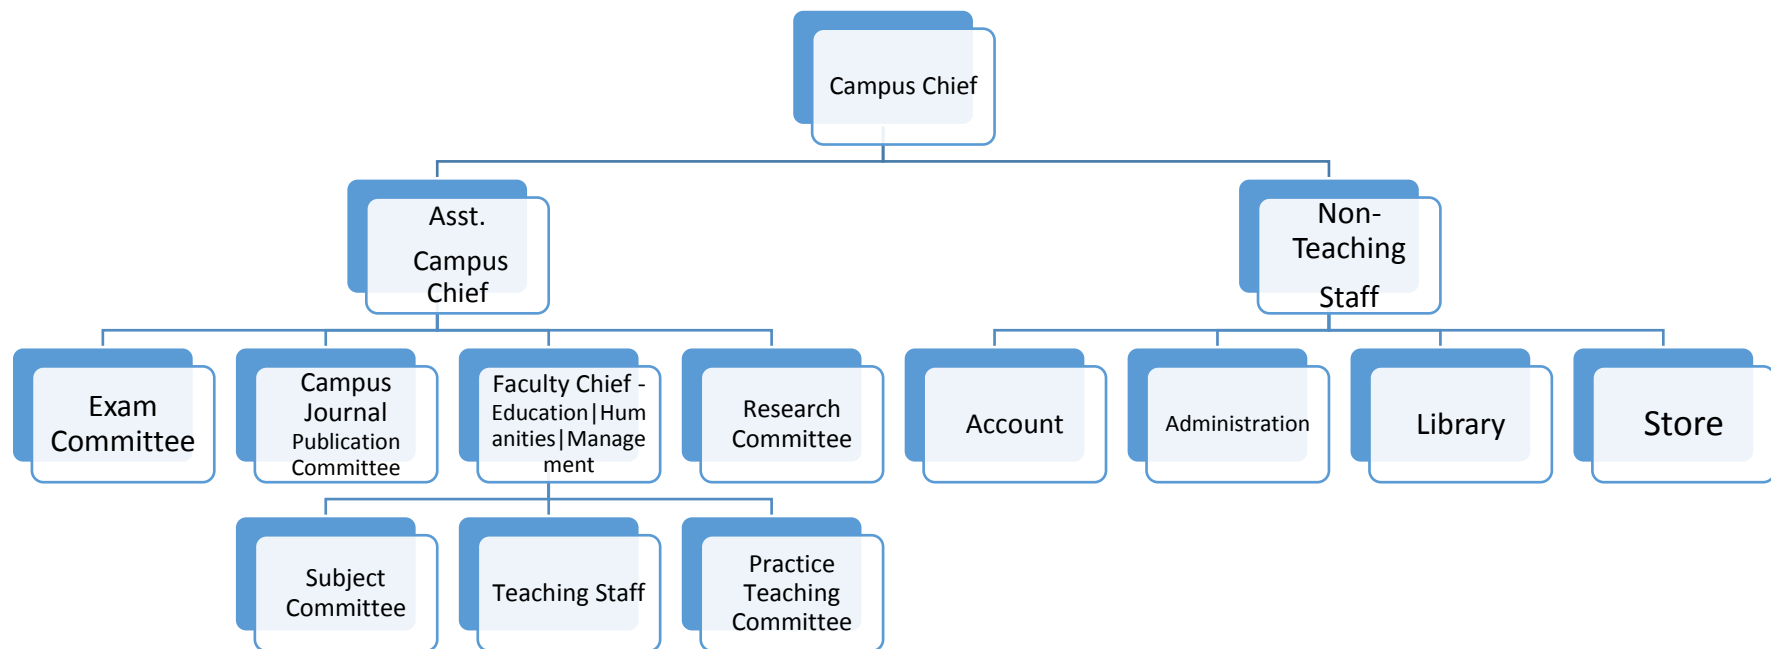 Campus Chief
Asst.
Campus
Chief
Non-
Teaching
Staff
Exam
Committee
Campus
Journal
Publication
Committee
Faculty Chief -
Education|Hum
anities|Manage
ment
Research
Committee
Account
Administration
Library
Store
Subject
Committee
Teaching Staff
Practice
Teaching
Committee